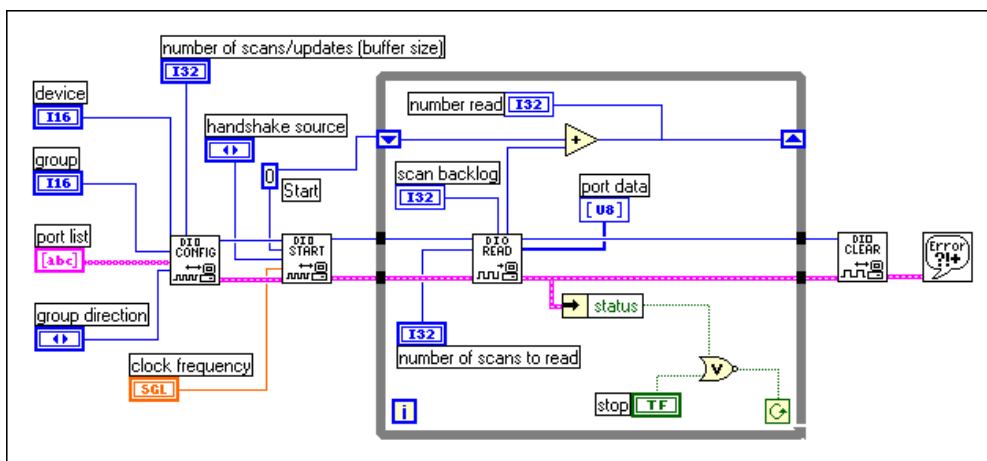 number of scans/updates (buffer size)
I32
device
I16
number read
I32
handshake source
group
I16
0
Start
+
scan backlog
I32
port data
[U8]
port list
[abc]
DIO
CONFIG
DIO
START
DIO
READ
DIO
CLEAR
Error
?!+
group direction
status
I32
number of scans to read
clock frequency
SGL
V
stop
TF
i